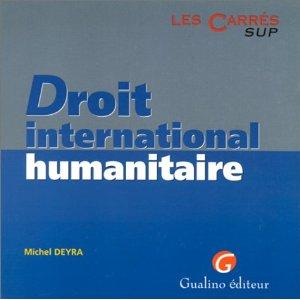 LES CARRÉS
SUP
Droit
international
humanitaire
Michel DEYRA
Gualino éditeur